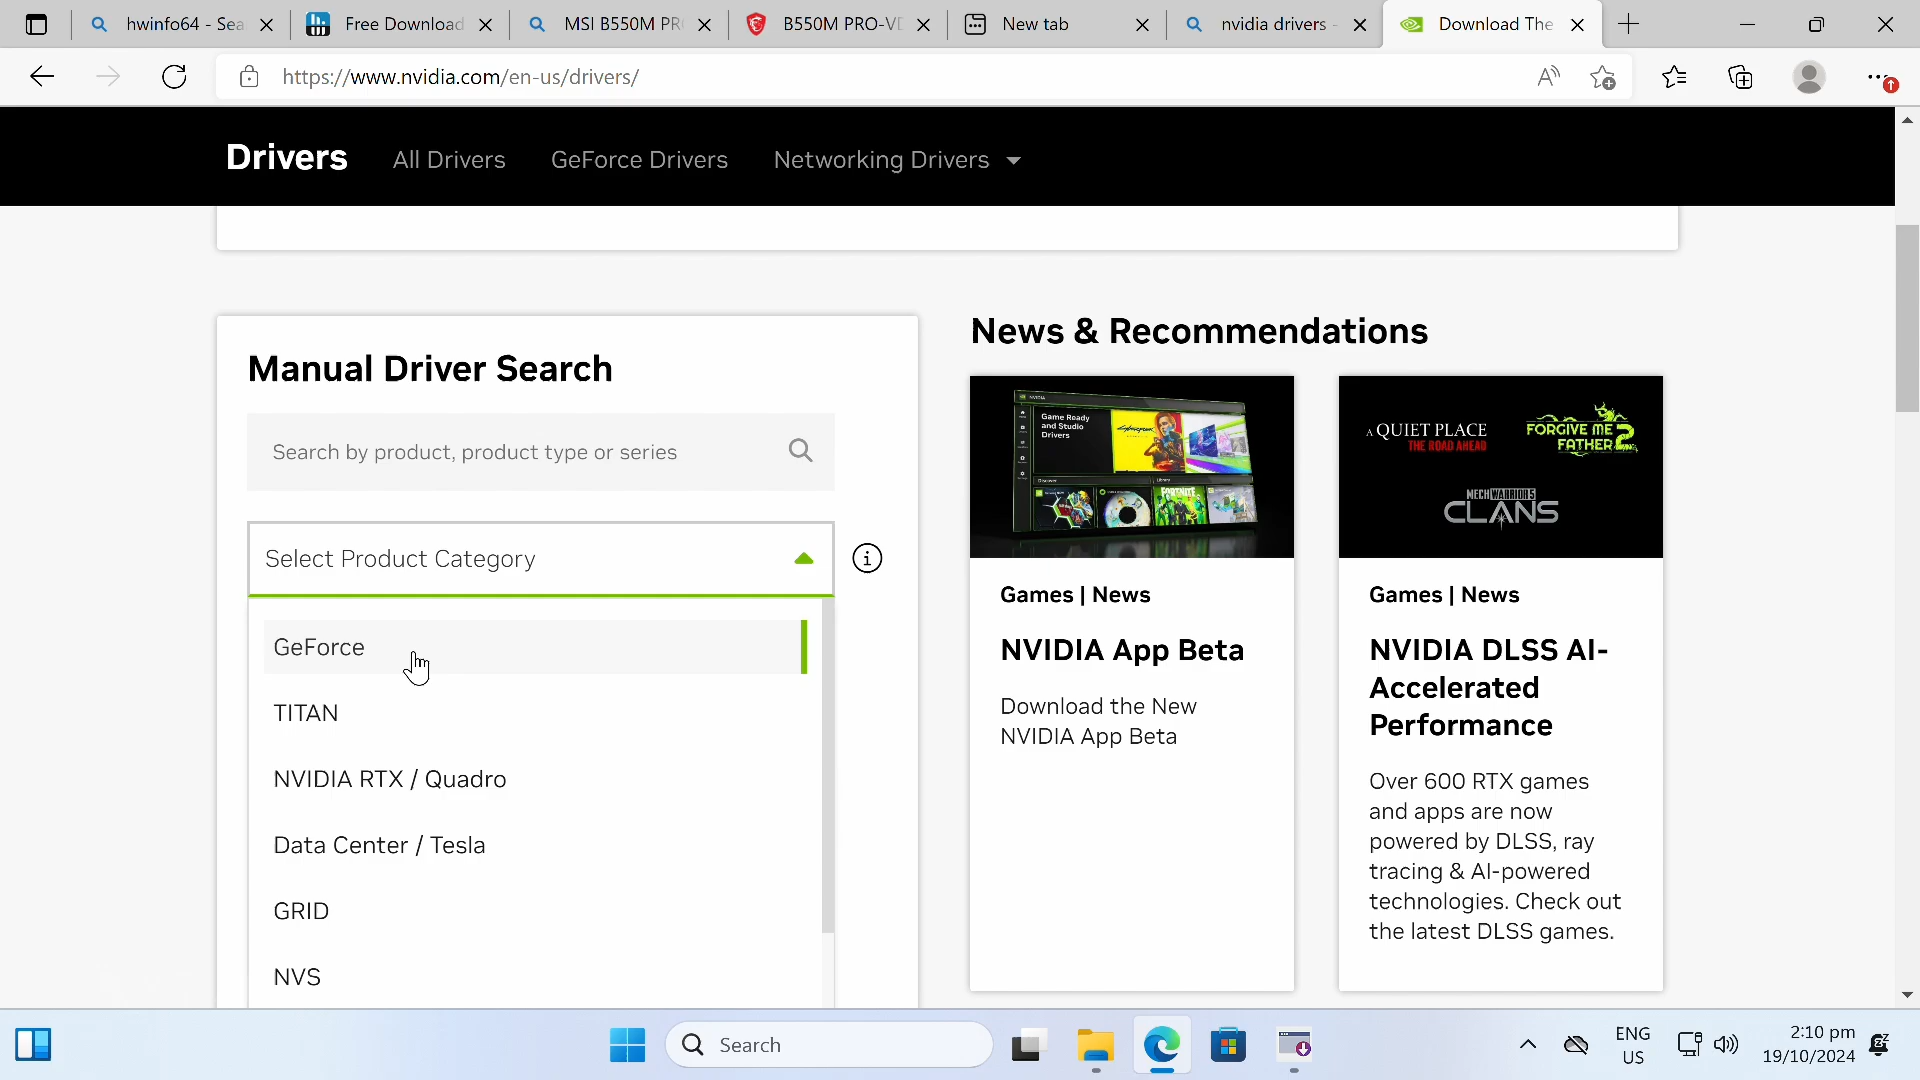 hwinfo64 - Sea
Free Download
MSI B550M PR
B550M PRO-VD
New tab
nvidia drivers -
Download The
https://www.nvidia.com/en-us/drivers/
Drivers
All Drivers
GeForce Drivers
Networking Drivers
Manual Driver Search
Search by product, product type or series
Select Product Category
GeForce
TITAN
NVIDIA RTX / Quadro
Data Center / Tesla
GRID
NVS
News & Recommendations
NVIDIA
Game Ready
and Studio
Drivers
Discover
Library
FORTNITE
Games | News
NVIDIA App Beta
Download the New
NVIDIA App Beta
A QUIET PLACE
THE ROAD AHEAD
FORGIVE ME
FATHER 2
MECHWARRIOR 5
CLANS
Games | News
NVIDIA DLSS AI-
Accelerated
Performance
Over 600 RTX games
and apps are now
powered by DLSS, ray
tracing & AI-powered
technologies. Check out
the latest DLSS games.
Search
ENG
US
2:10 pm
19/10/2024